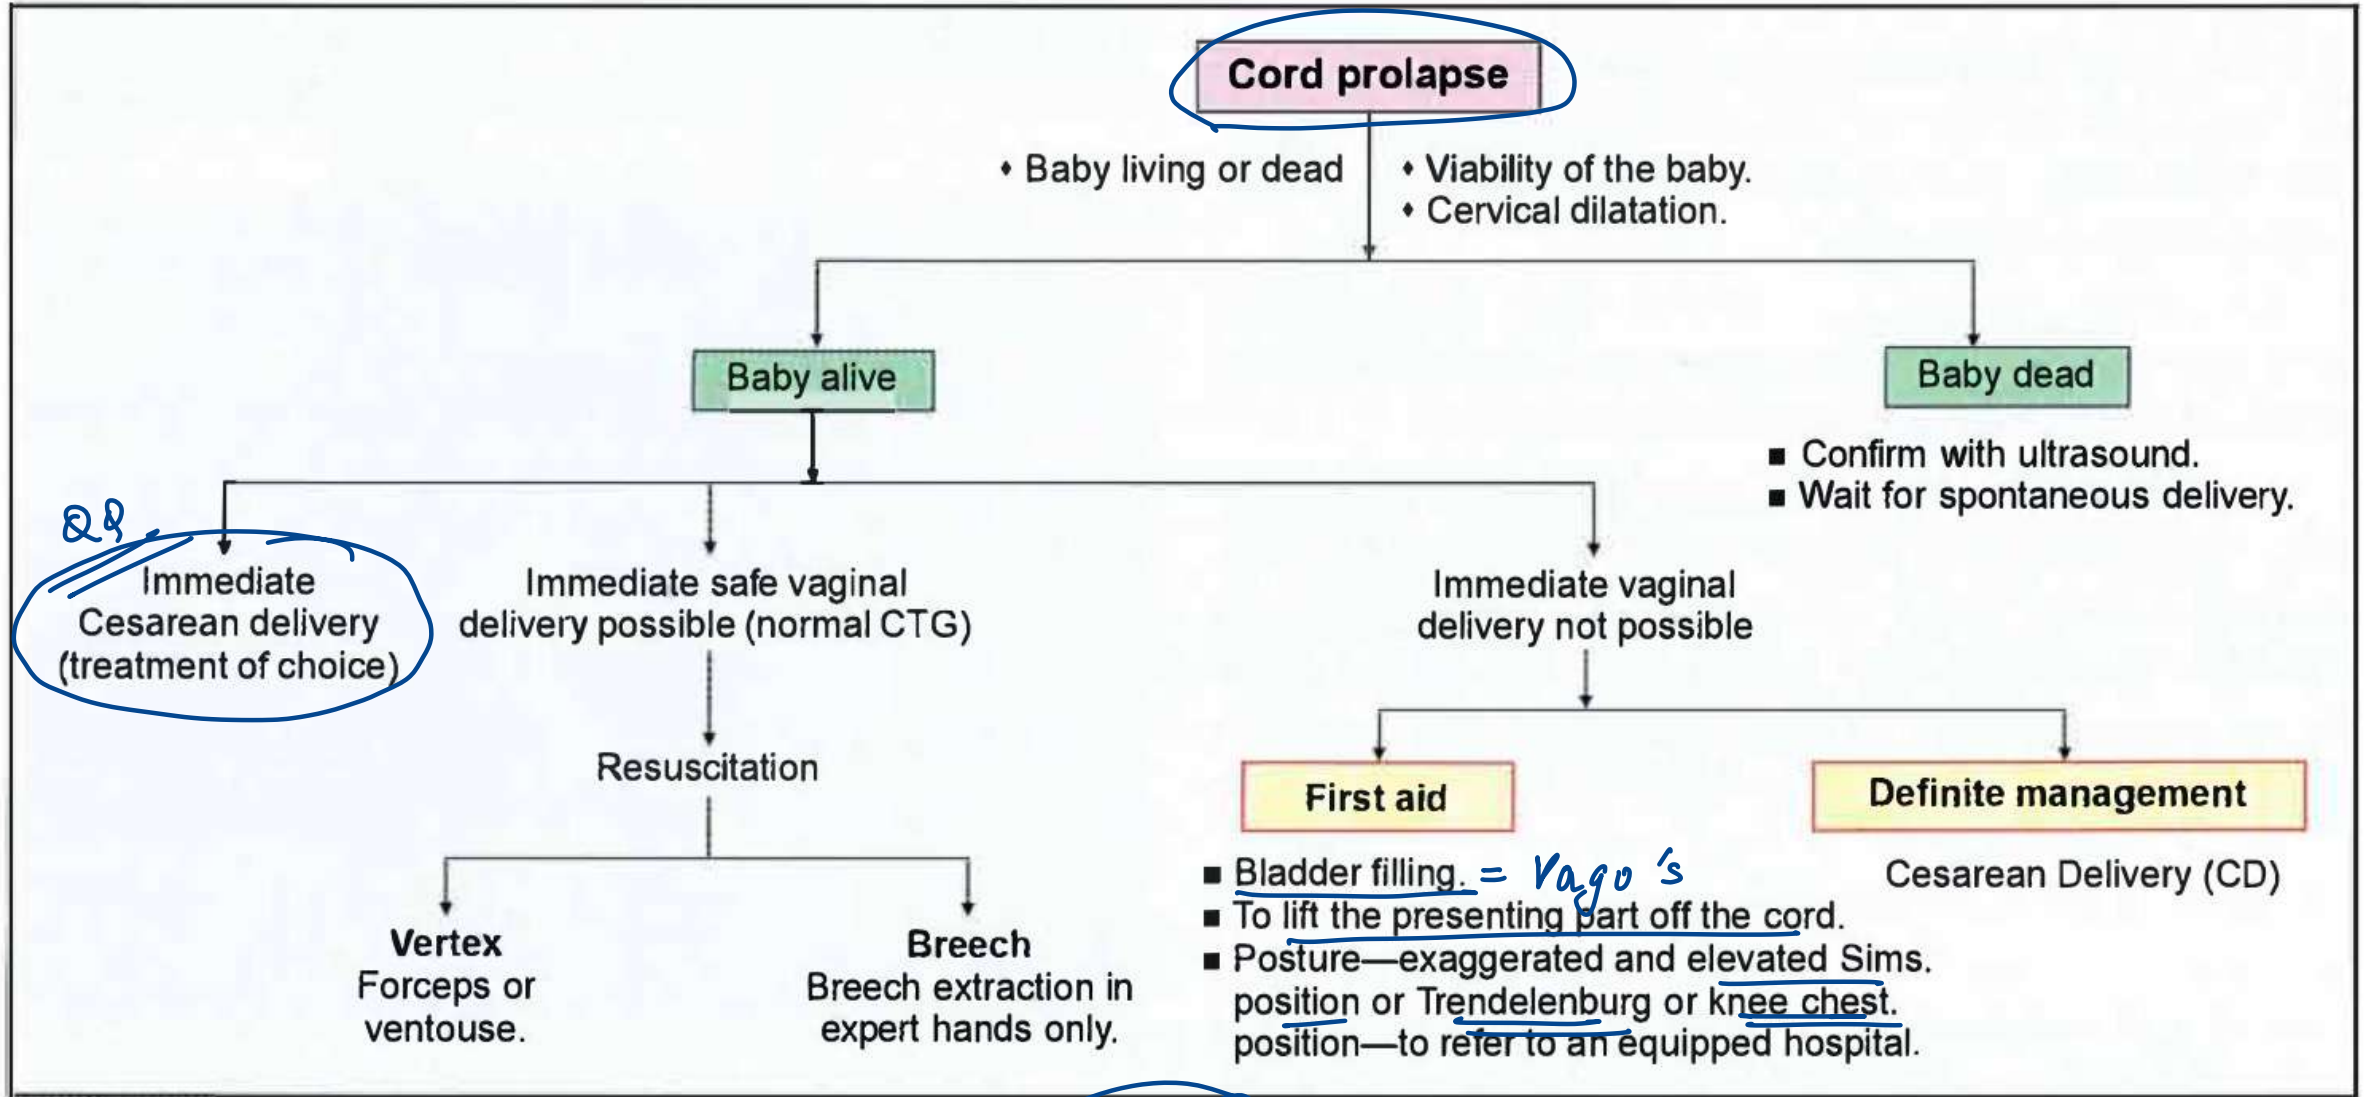 Cord prolapse
♦ Baby living or dead
♦ Viability of the baby.
♦ Cervical dilatation.
Baby alive
Baby dead
■ Confirm with ultrasound.
■ Wait for spontaneous delivery.
Immediate
Cesarean delivery
(treatment of choice)
Immediate safe vaginal
delivery possible (normal CTG)
Immediate vaginal
delivery not possible
Resuscitation
Vertex
Forceps or
ventouse.
Breech
Breech extraction in
expert hands only.
First aid
■ Bladder filling. = Vago's
■ To lift the presenting part off the cord.
■ Posture—exaggerated and elevated Sims.
position or Trendelenburg or knee chest.
position—to refer to an equipped hospital.
Definite management
Cesarean Delivery (CD)